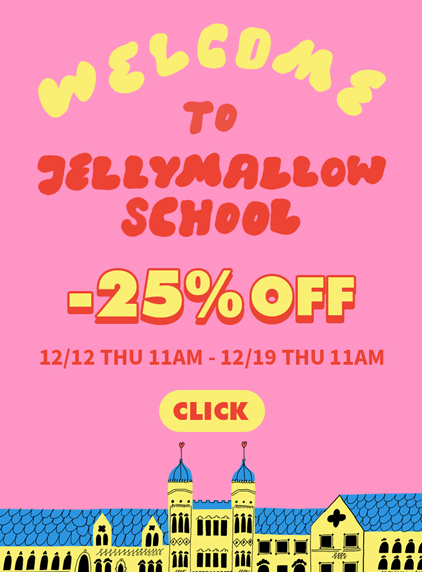 WELCOME
TO
JELLYMALLOW
SCHOOL
-25% OFF
12/12 THU 11AM - 12/19 THU 11AM
CLICK